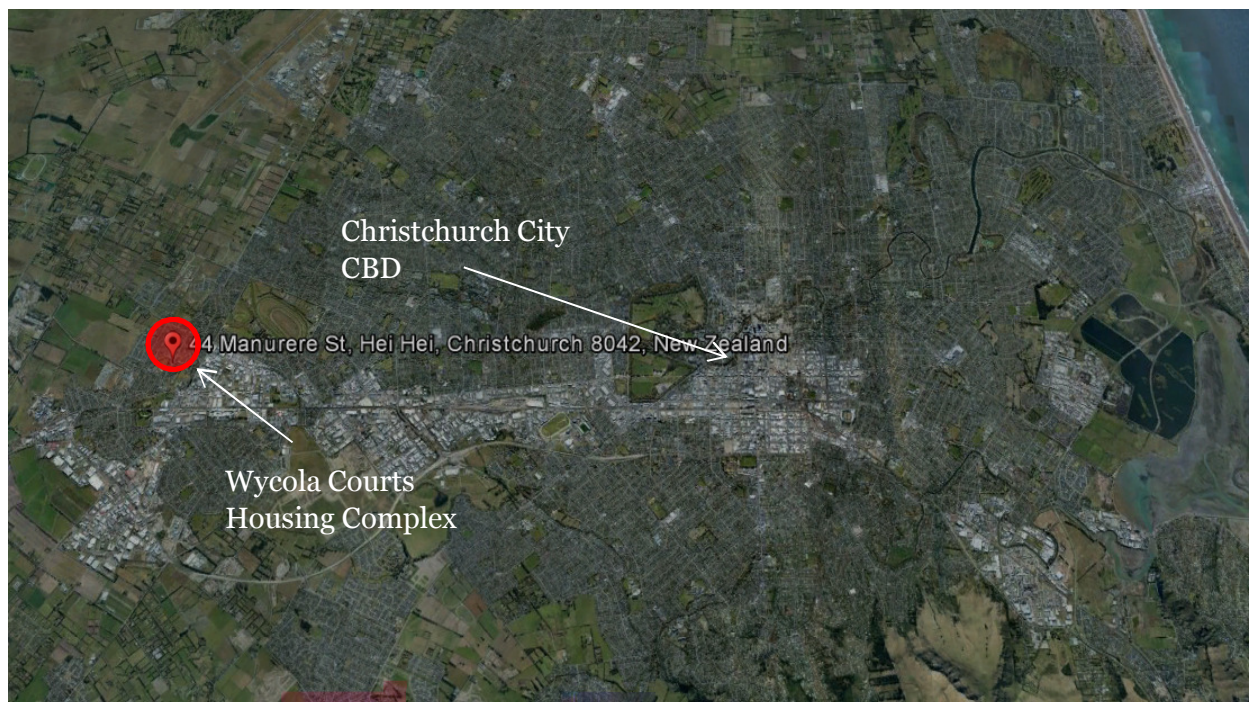 Christchurch City
CBD
44 Manurere St, Hei Hei, Christchurch 8042, New Zealand
Wycola Courts
Housing Complex